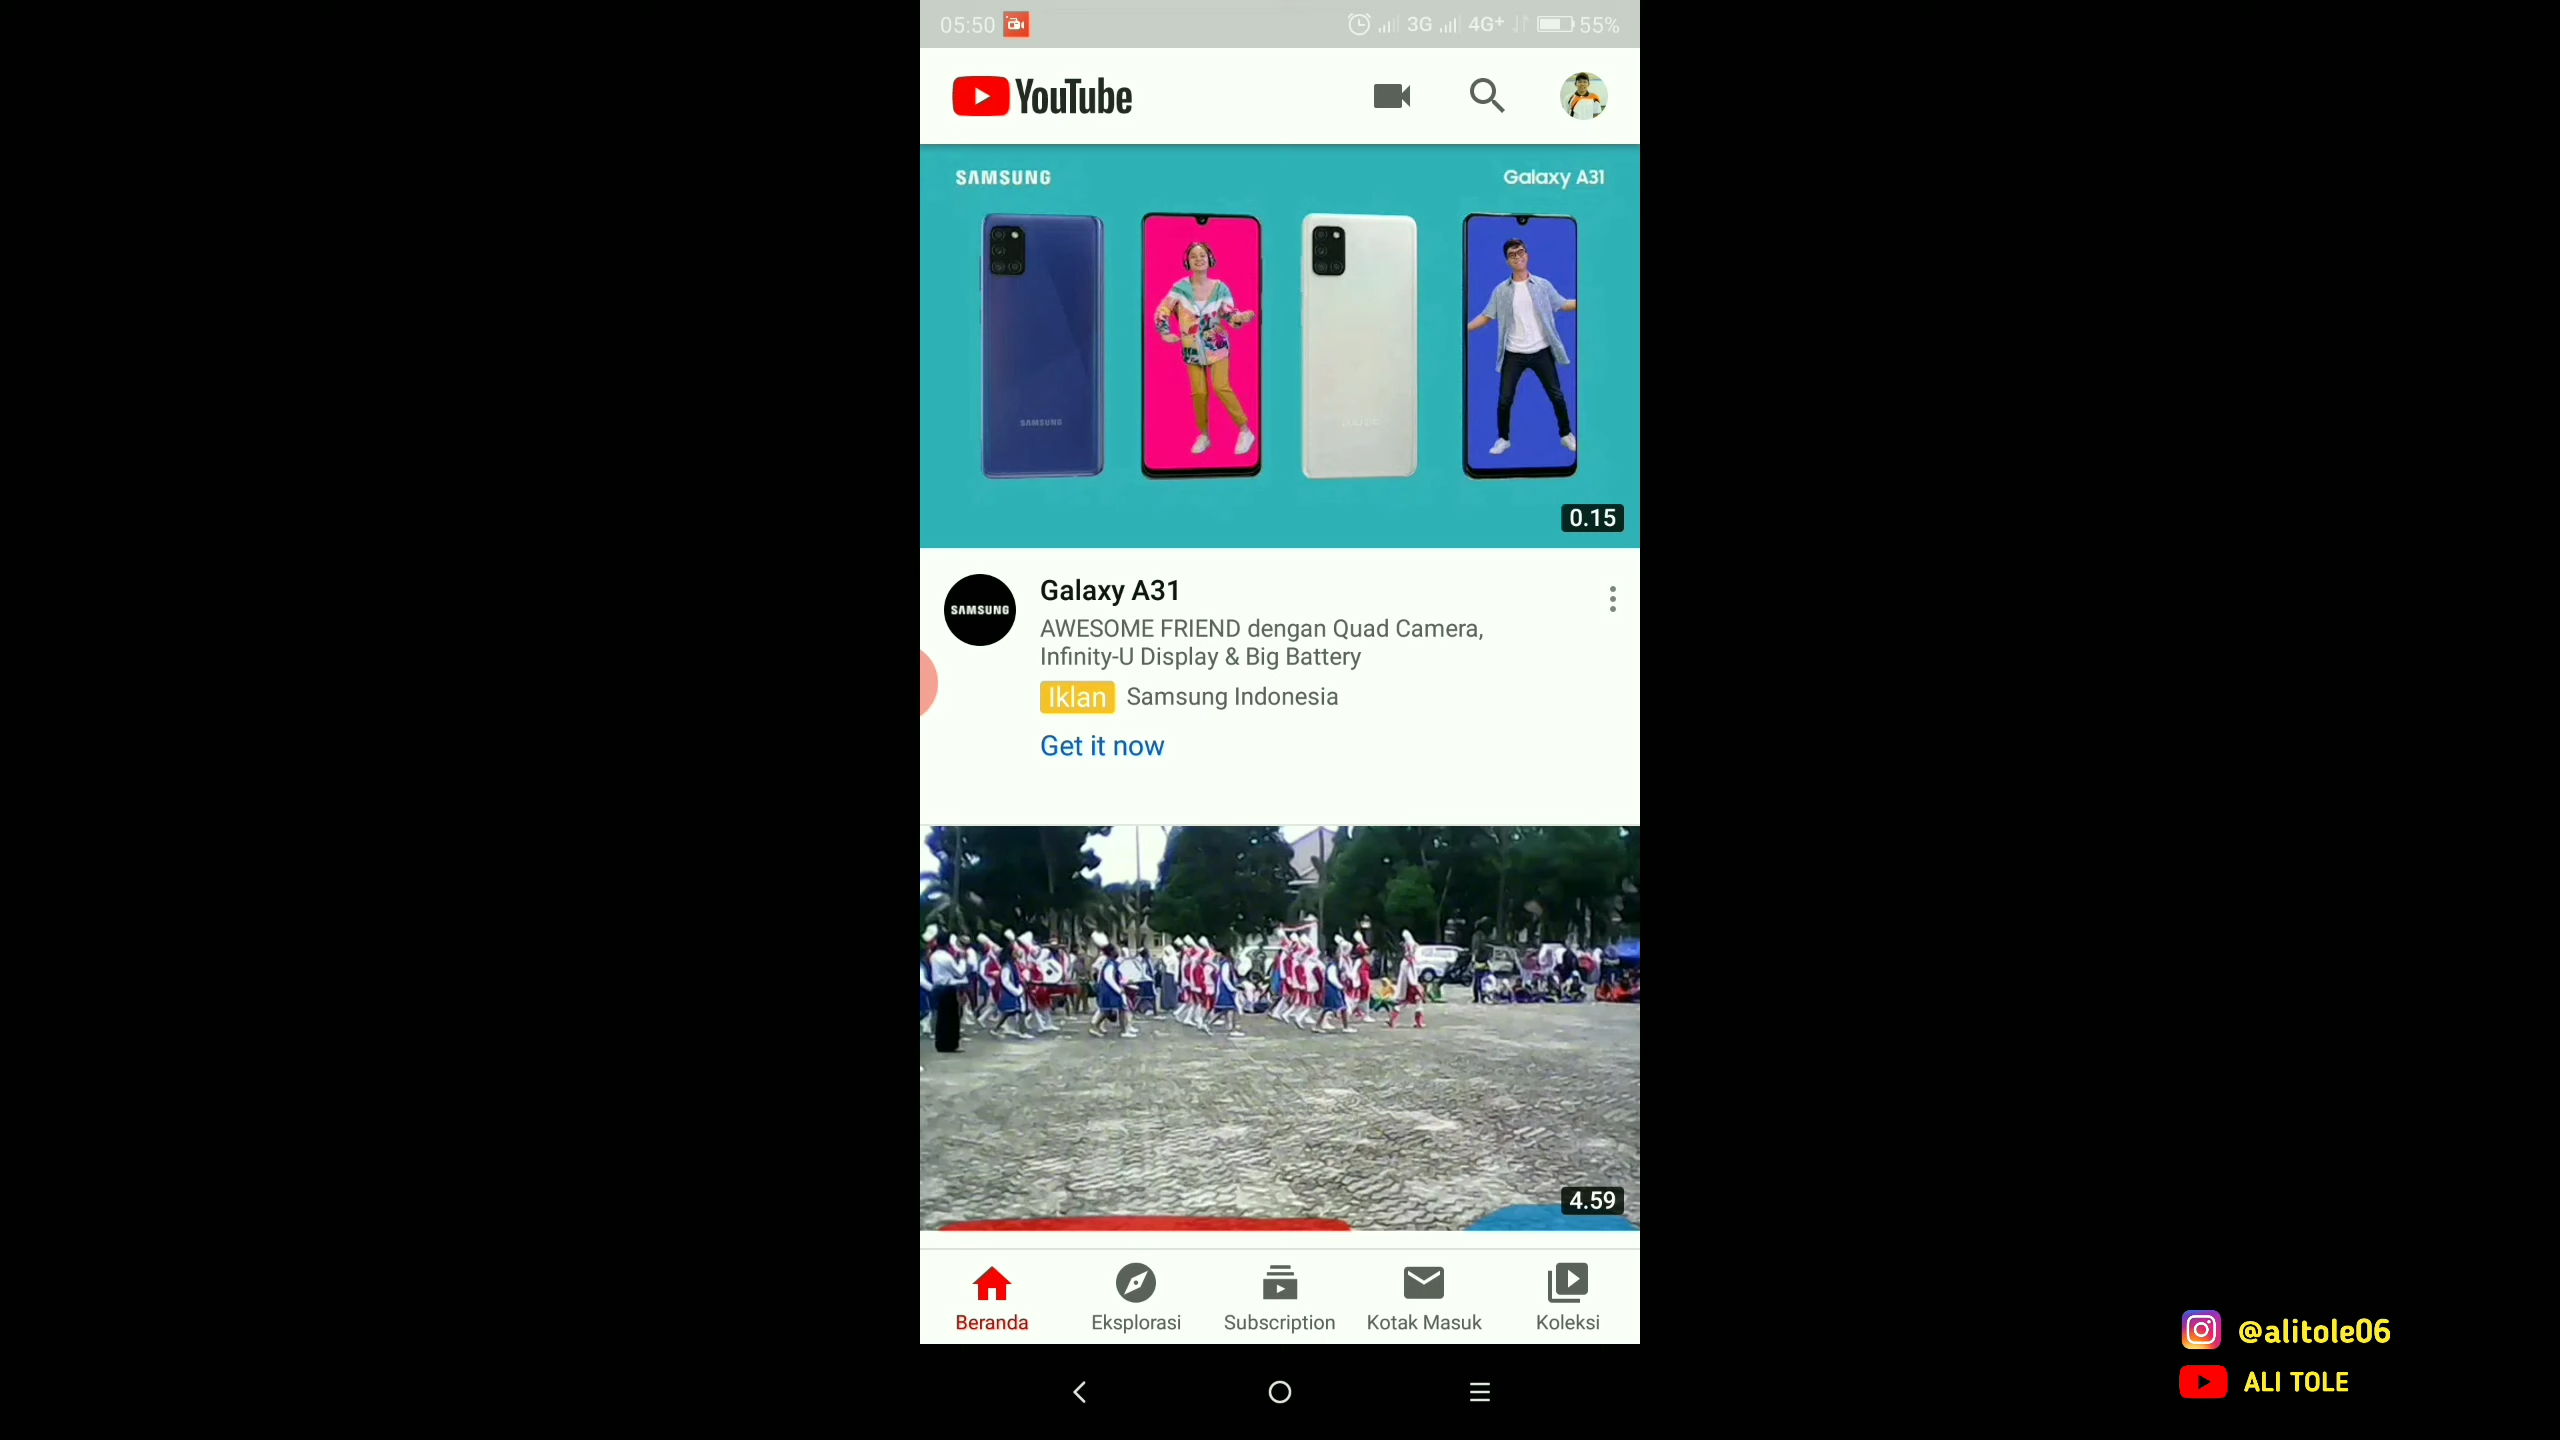 05:50
3G 4G+ 55%
YouTube
SAMSUNG
Galaxy A31
SAMSUNG
0.15
SAMSUNG
Galaxy A31
AWESOME FRIEND dengan Quad Camera,
Infinity-U Display & Big Battery
Iklan Samsung Indonesia
Get it now
4.59
Beranda
Eksplorasi
Subscription
Kotak Masuk
Koleksi
@alitole06
ALI TOLE